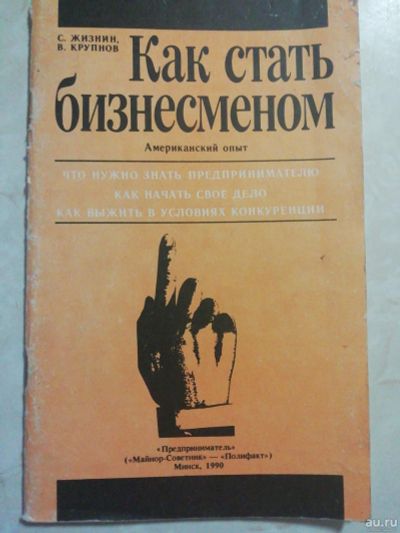 С. ЖИЗНИН,
В. КРУПНОВ
Как стать
бизнесменом
Американский опыт
ЧТО НУЖНО ЗНАТЬ ПРЕДПРИНИМАТЕЛЮ
КАК НАЧАТЬ СВОЕ ДЕЛО
КАК ВЫЖИТЬ В УСЛОВИЯХ КОНКУРЕНЦИИ
«Предприниматель»
(«Майнор-Советник» — «Полифакт»)
Минск, 1990
au.ru